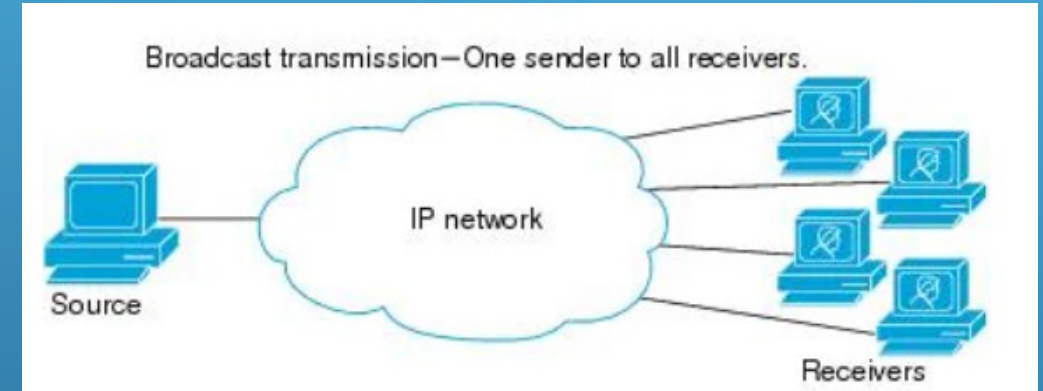 Broadcast transmission—One sender to all receivers.
IP network
Source
Receivers